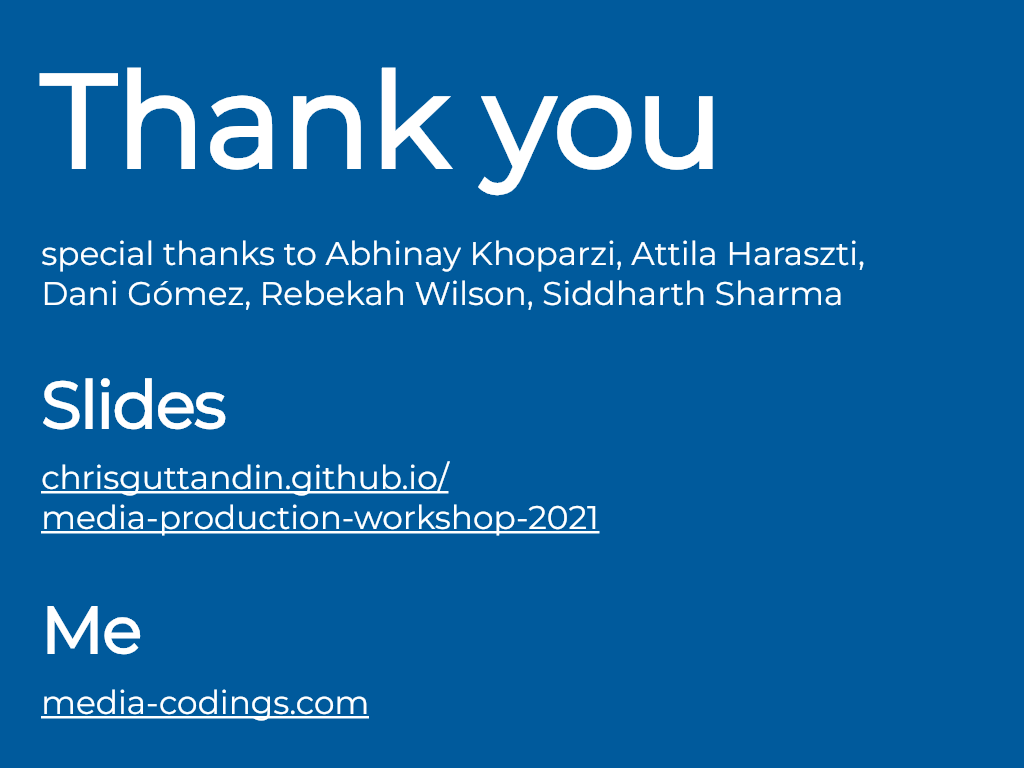 Thank you
special thanks to Abhinay Khoparzi, Attila Haraszti,
Dani Gómez, Rebekah Wilson, Siddharth Sharma
Slides
chrisguttandin.github.io/
media-production-workshop-2021
Me
media-codings.com